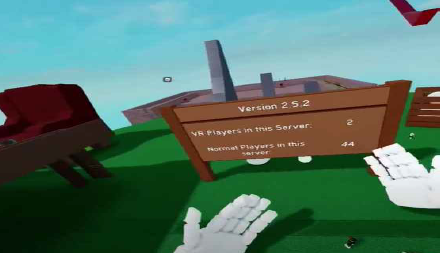 Version 2.5.2
VR Players in this Server: 2
Normal Players in this 44
server: